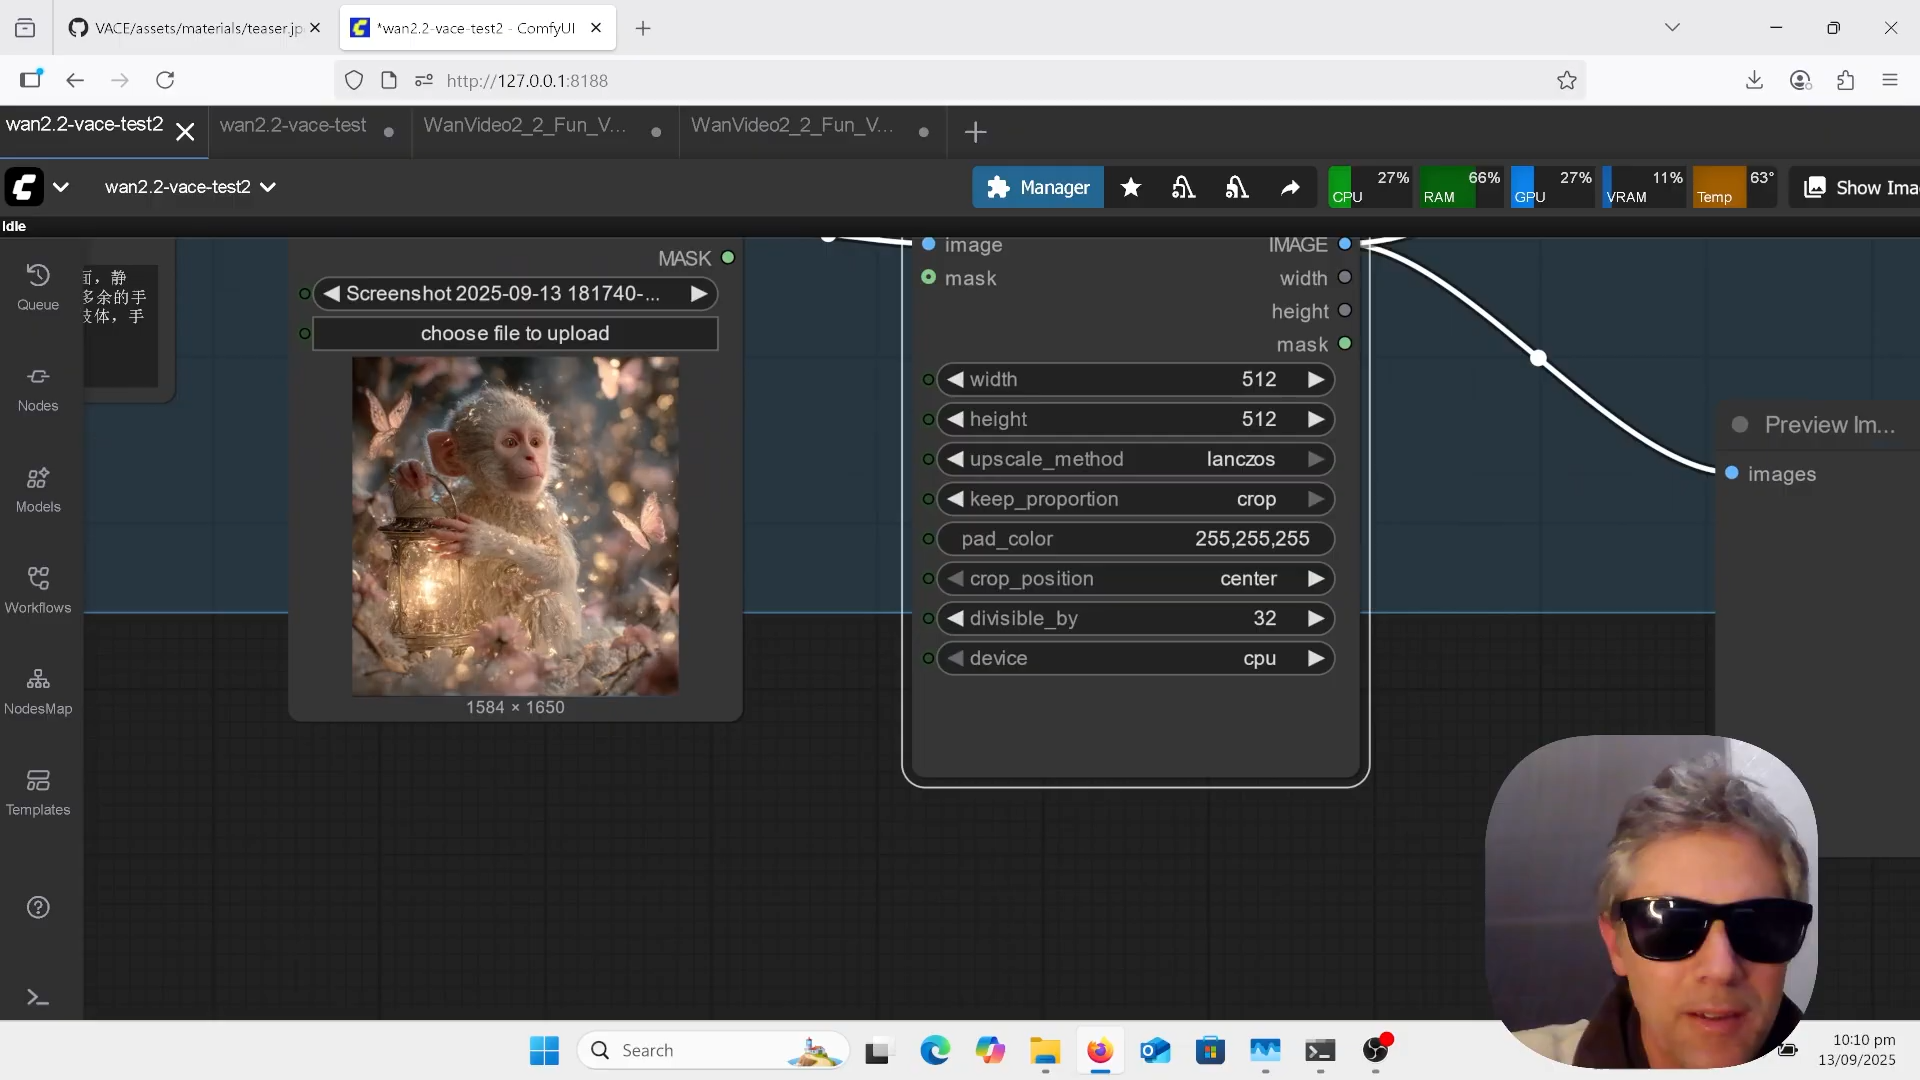 VACE/assets/materials/teaser.jp
*wan2.2-vace-test2 - ComfyUI
http://127.0.0.1:8188
wan2.2-vace-test2
wan2.2-vace-test
WanVideo2_2_Fun_V...
WanVideo2_2_Fun_V...
wan2.2-vace-test2
Manager
CPU 27%
RAM 66%
GPU 27%
VRAM 11%
Temp 63°
Show Ima
Idle
Queue
Nodes
Models
Workflows
NodesMap
Templates
面，静
多余的手
肢体，手
MASK
Screenshot 2025-09-13 181740-...
choose file to upload
1584 × 1650
image
IMAGE
mask
width
height
mask
width 512
height 512
upscale_method lanczos
keep_proportion crop
pad_color 255,255,255
crop_position center
divisible_by 32
device cpu
Preview Im...
images
Search
10:10 pm
13/09/2025